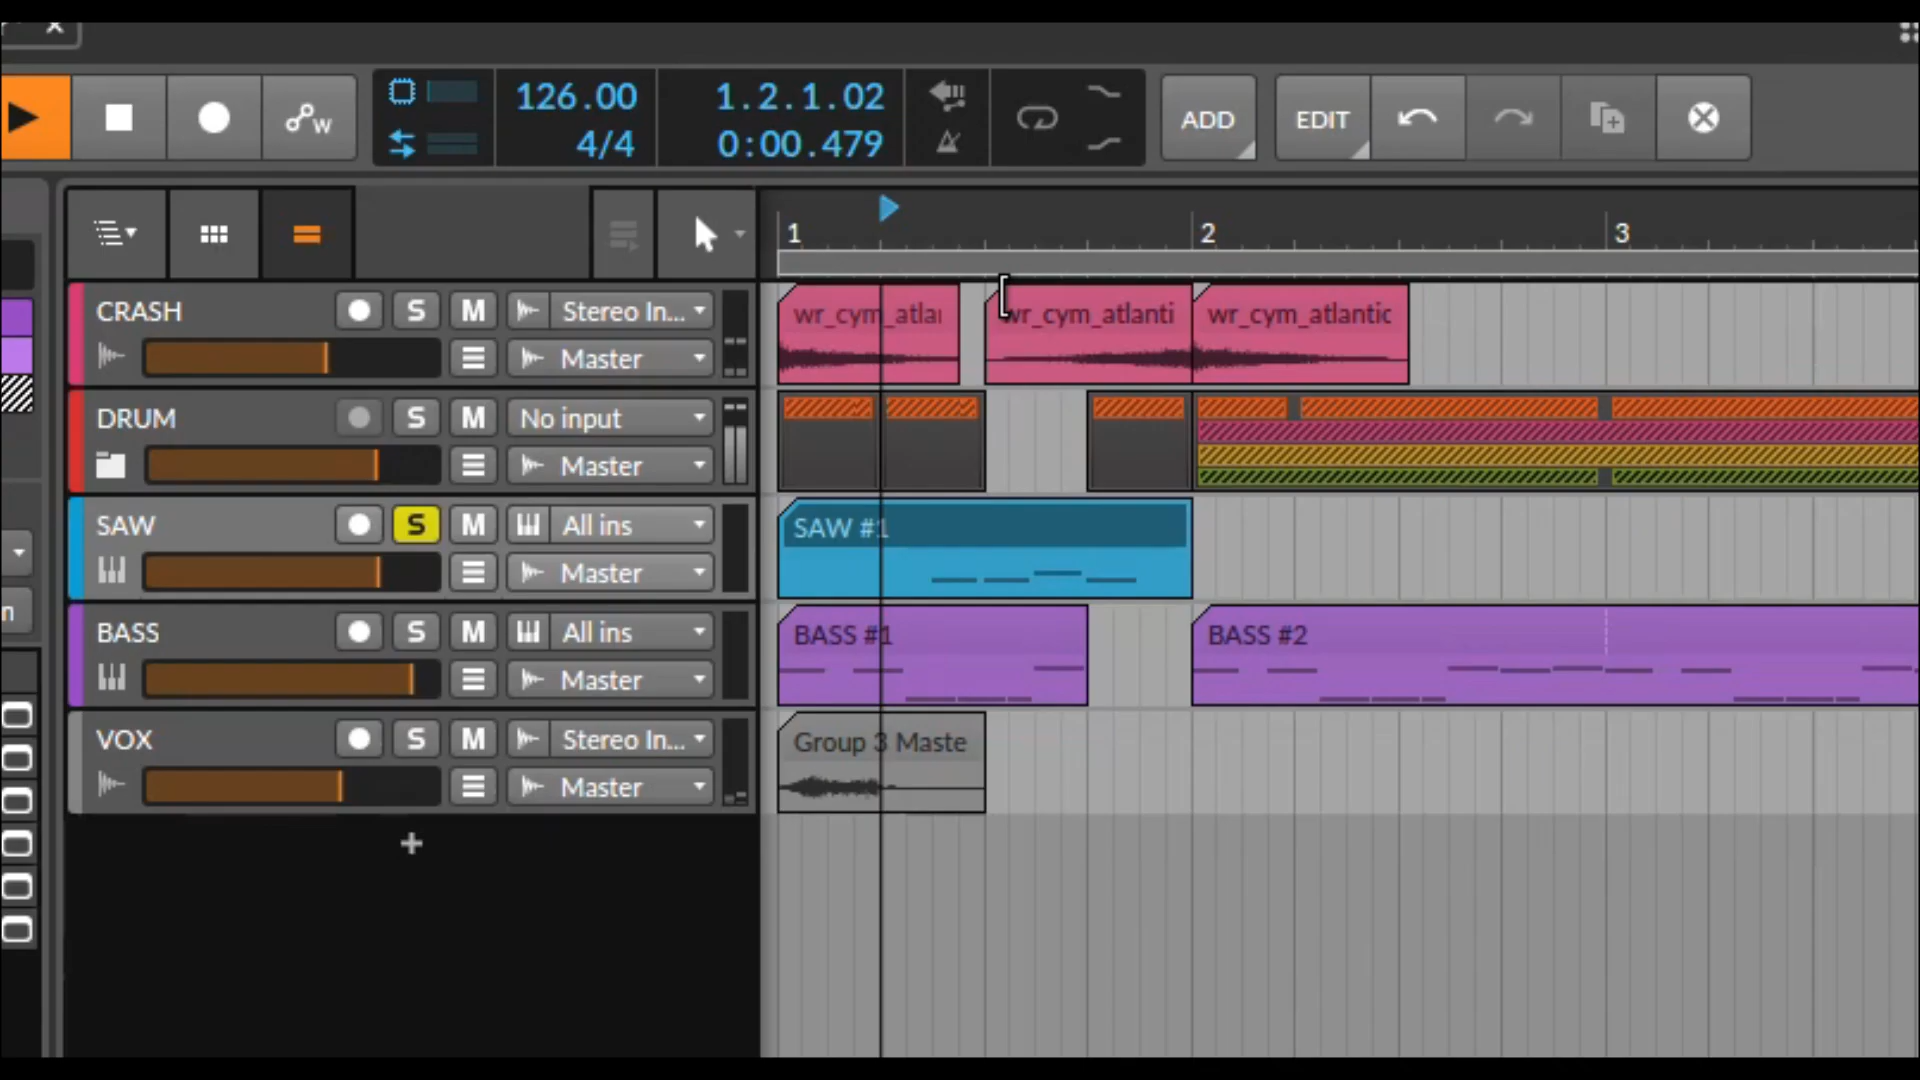 W
126.00
4/4
1.2.1.02
0:00.479
ADD
EDIT
1
2
3
CRASH
S
M
Stereo In...
Master
wr_cym_atlar
wr_cym_atlanti
wr_cym_atlantic
DRUM
S
M
No input
Master
SAW
S
M
All ins
Master
SAW #1
BASS
S
M
All ins
Master
BASS #1
BASS #2
VOX
S
M
Stereo In...
Master
Group 3 Maste
n